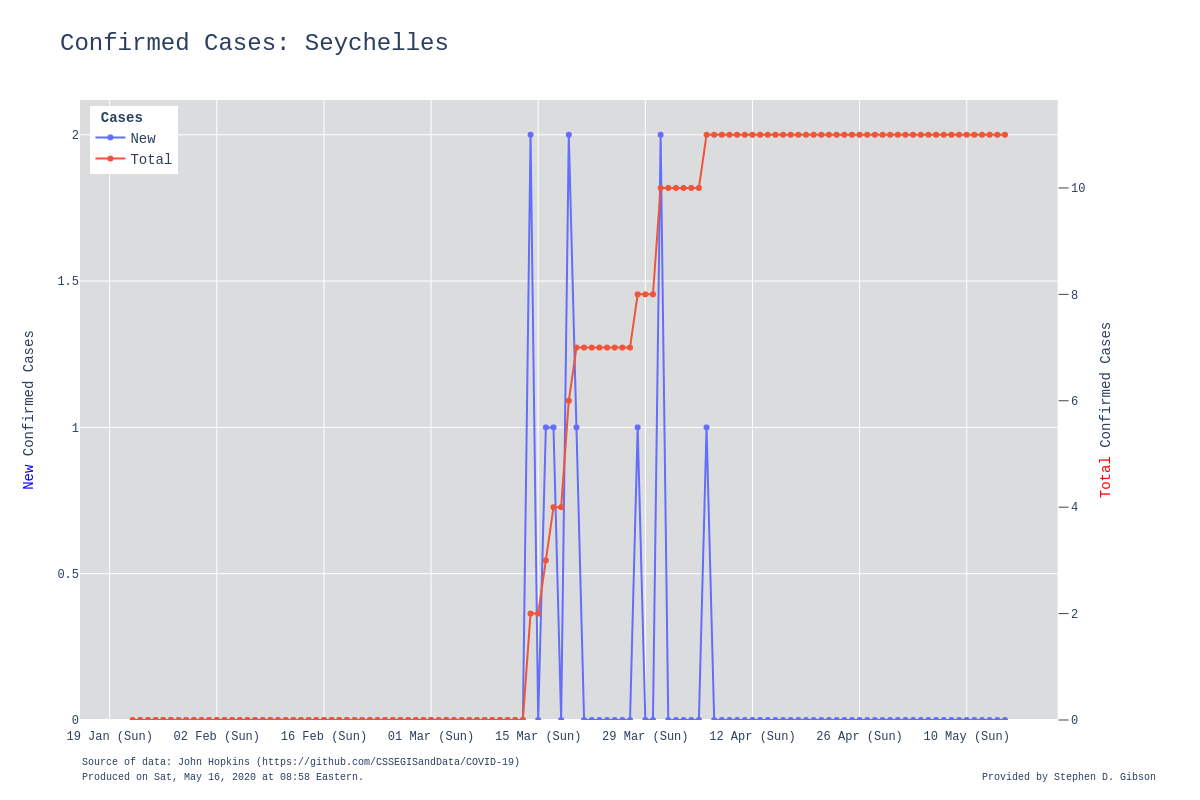 Confirmed Cases: Seychelles
Cases
New
Total
2
1.5
1
0.5
0
10
8
6
4
2
0
New Confirmed Cases
Total Confirmed Cases
19 Jan (Sun) 02 Feb (Sun) 16 Feb (Sun) 01 Mar (Sun) 15 Mar (Sun) 29 Mar (Sun) 12 Apr (Sun) 26 Apr (Sun) 10 May (Sun)
Source of data: John Hopkins (https://github.com/CSSEGISandData/COVID-19)
Produced on Sat, May 16, 2020 at 08:58 Eastern.
Provided by Stephen D. Gibson